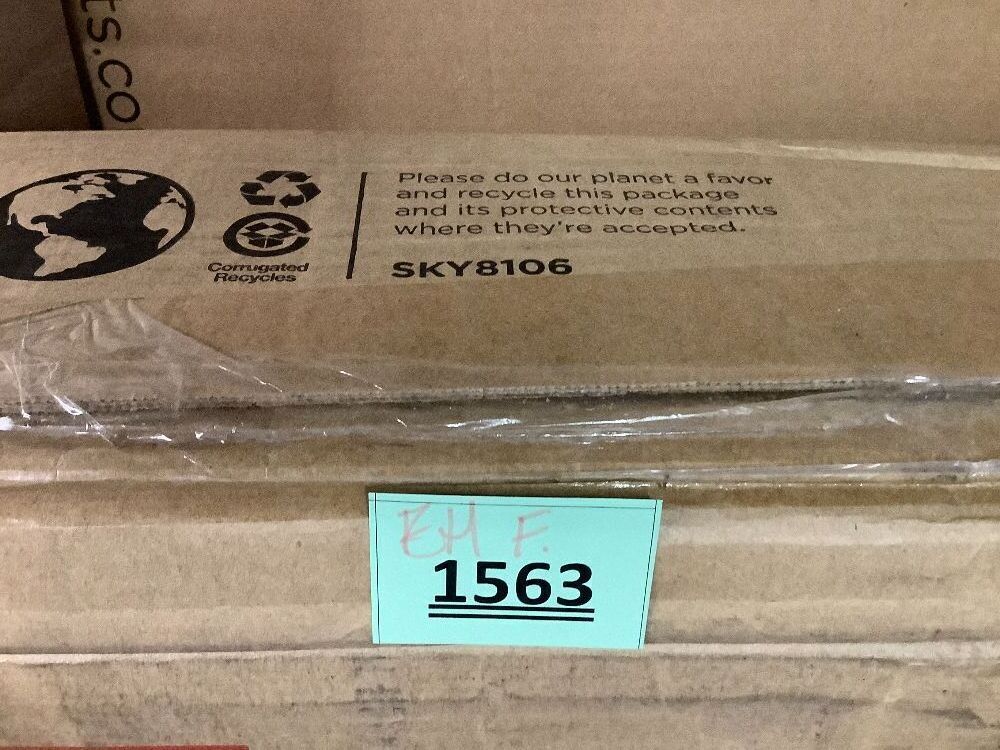 ts.co
Please do our planet a favor
and recycle this package
and its protective contents
where they're accepted.
Corrugated
Recycles
SKY8106
EH F.
1563